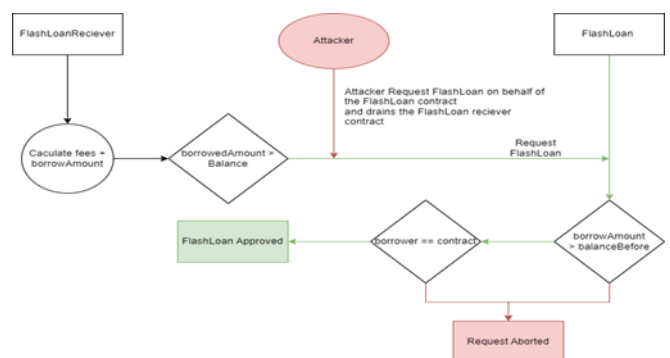 FlashLoanReciever
Attacker
FlashLoan
Attacker Request FlashLoan on behalf of
the FlashLoan contract
and drains the FlashLoan reciever
contract
Caculate fees +
borrowAmount
borrowedAmount >
Balance
Request
FlashLoan
FlashLoan Approved
borrower == contract
borrowAmount
> balanceBefore
Request Aborted